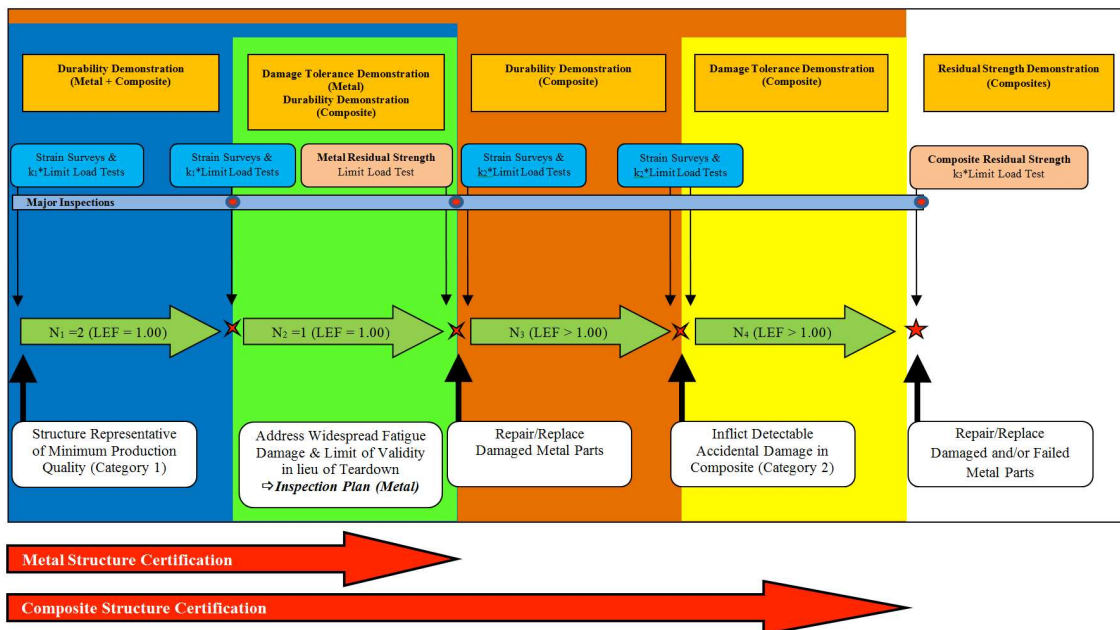 Durability Demonstration
(Metal + Composite)
Damage Tolerance Demonstration
(Metal)
Durability Demonstration
(Composite)
Durability Demonstration
(Composite)
Damage Tolerance Demonstration
(Composite)
Residual Strength Demonstration
(Composites)
Strain Surveys &
k₁*Limit Load Tests
Strain Surveys &
k₁*Limit Load Tests
Metal Residual Strength
Limit Load Test
Strain Surveys &
k₂*Limit Load Tests
Strain Surveys &
k₂*Limit Load Tests
Composite Residual Strength
k₃*Limit Load Test
Major Inspections
N₁ =2 (LEF = 1.00)
N₂ =1 (LEF = 1.00)
N₃ (LEF > 1.00)
N₄ (LEF > 1.00)
Structure Representative
of Minimum Production
Quality (Category 1)
Address Widespread Fatigue
Damage & Limit of Validity
in lieu of Teardown
⇨Inspection Plan (Metal)
Repair/Replace
Damaged Metal Parts
Inflict Detectable
Accidental Damage in
Composite (Category 2)
Repair/Replace
Damaged and/or Failed
Metal Parts
Metal Structure Certification
Composite Structure Certification